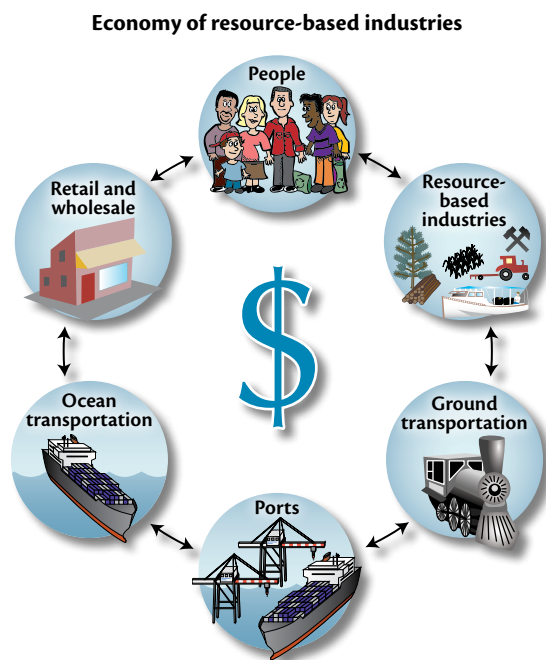 Economy of resource-based industries
People
Resource-
based
industries
Ground
transportation
Ports
Ocean
transportation
Retail and
wholesale
$